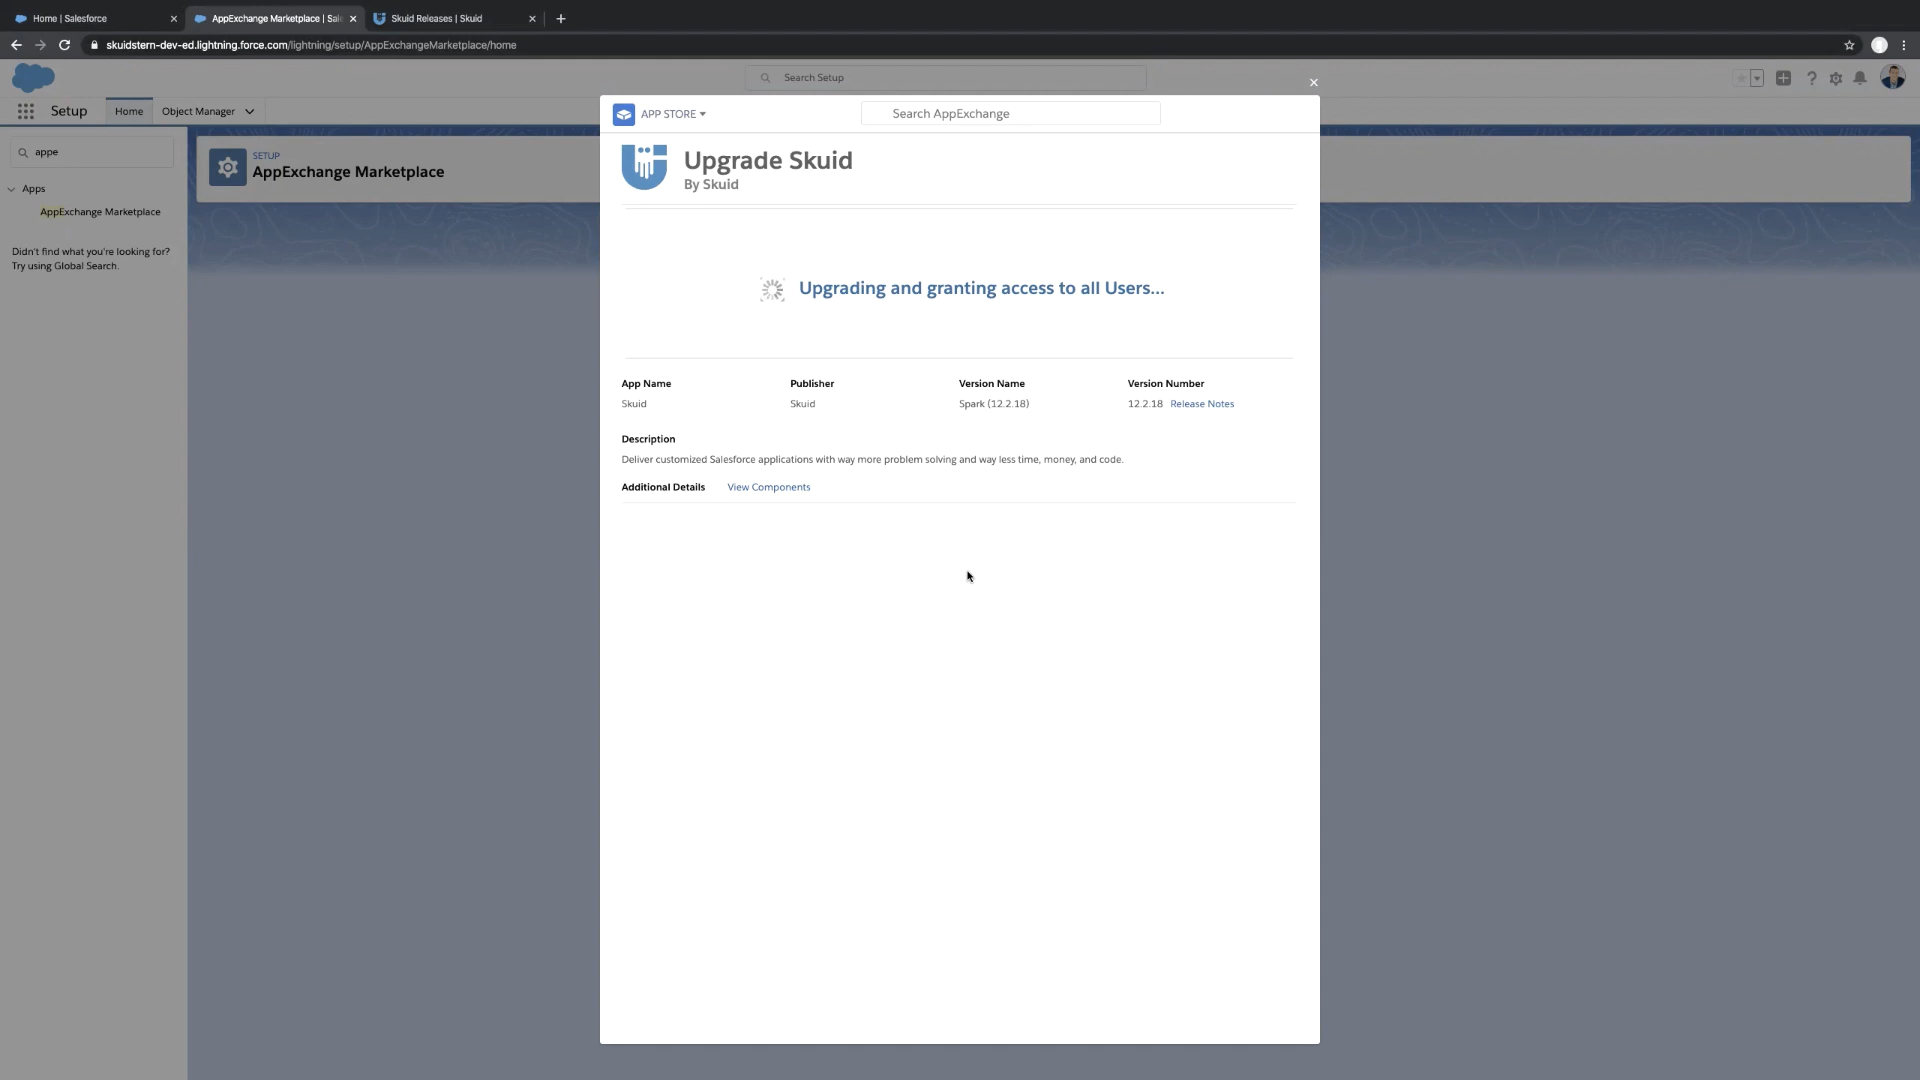 Home | Salesforce
AppExchange Marketplace | Sal
Skuid Releases | Skuid
skuidstern-dev-ed.lightning.force.com/lightning/setup/AppExchangeMarketplace/home
Search Setup
Setup
Home
Object Manager
appe
Apps
AppExchange Marketplace
Didn't find what you're looking for?
Try using Global Search.
SETUP
AppExchange Marketplace
APP STORE
Search AppExchange
Upgrade Skuid
By Skuid
Upgrading and granting access to all Users...
App Name Publisher Version Name Version Number
Skuid Skuid Spark (12.2.18) 12.2.18 Release Notes
Description
Deliver customized Salesforce applications with way more problem solving and way less time, money, and code.
Additional Details View Components